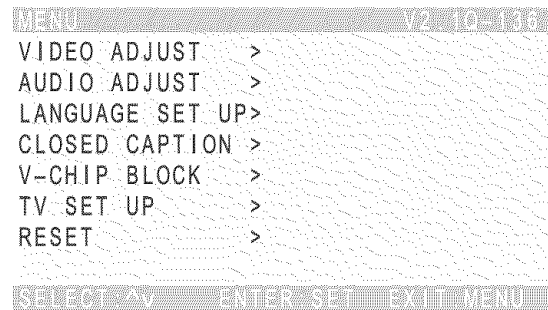 MENU V2.10-136
VIDEO ADJUST >
AUDIO ADJUST >
LANGUAGE SET UP>
CLOSED CAPTION >
V-CHIP BLOCK >
TV SET UP >
RESET >
SELECT:^v ENTER:SET EXIT:MENU